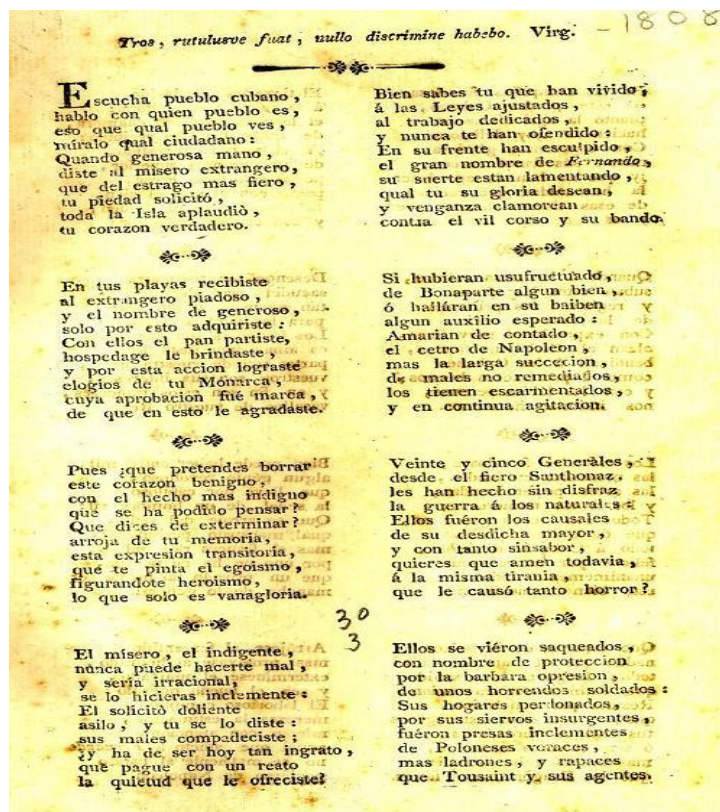 - 1808
Tros, rutulusve fuat, nullo discrimine habebo. Virg.
Escucha pueblo cubano,
hablo con quien pueblo es,
eso que qual pueblo ves,
míralo qual ciudadano:
Quando generosa mano,
diste al misero extrangero,
que del estrago mas fiero,
tu piedad solicitó,
toda la Isla aplaudiò,
tu corazon verdadero.
En tus playas recibiste
al extrangero piadoso,
y el nombre de generoso,
solo por esto adquiriste:
Con ellos el pan partiste,
hospedage le brindaste,
y por esta accion lograste
elogios de tu Monarca,
cuya aprobacion fué marca,
de que en esto le agradaste.
Pues ¿que pretendes borrar
este corazon benigno,
con el hecho mas indigno
que se ha podido pensar?
Que dices de exterminar?
arroja de tu memoria,
esta expresion transitoria,
que te pinta el egoismo,
figurandote heroismo,
lo que solo es vanagloria.
El mísero, el indigente,
nunca puede hacerte mal,
y sería irracional,
se lo hicieras inclemente:
El solicitò doliente
asilo, y tu se lo diste:
sus males compadeciste;
¿y ha de ser hoy tan ingrato,
que pague con un reato
la quietud que le ofreciste?
30
3
Bien sabes tu que han vivido,
á las Leyes ajustados,
al trabajo dedicados,
y nunca te han ofendido:
En su frente han esculpido,
el gran nombre de Fernando,
su suerte estan lamentando,
qual tu su gloria desean,
y venganza clamorean
contra el vil corso y su bando.
Si hubieran usufructuado,
de Bonaparte algun bien,
ó halláran en su baiben
algun auxîlio esperado:
Amarian de contado,
el cetro de Napoleon,
mas la larga succecion,
de males no remediados,
los tienen escarmentados,
y en continua agitacion.
Veinte y cinco Generàles,
desde el fiero Santhonaz,
les han hecho sin disfraz,
la guerra á los naturales:
Ellos fuéron los causales
de su desdicha mayor,
y con tanto sinsabor,
quieres que amen todavia,
á la misma tirania,
que le causó tanto horror?
Ellos se viéron saqueados,
con nombre de proteccion
por la barbara opresion,
de unos horrendos soldados:
Sus hogares perdonados,
por sus siervos insurgentes,
fuéron presas inclementes
de Poloneses voraces,
mas ladrones, y rapaces
que Tousaint y sus agentes.